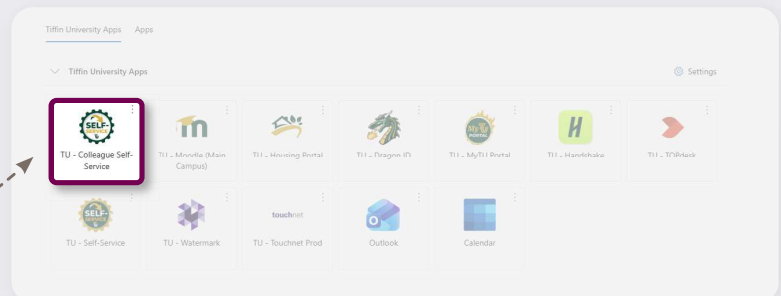 Tiffin University Apps Apps
Tiffin University Apps Settings
SELF-
SERVICE
TU - Colleague Self-
Service
m
TU - Moodle (Main
Campus)
TU - Housing Portal
TU - Dragon ID
My TU
PORTAL
TU - MyTU Portal
H
TU - Handshake
TU - TOPdesk
SELF-
SERVICE
TU - Self-Service
TU - Watermark
touchnet
TU - Touchnet Prod
O
Outlook
Calendar